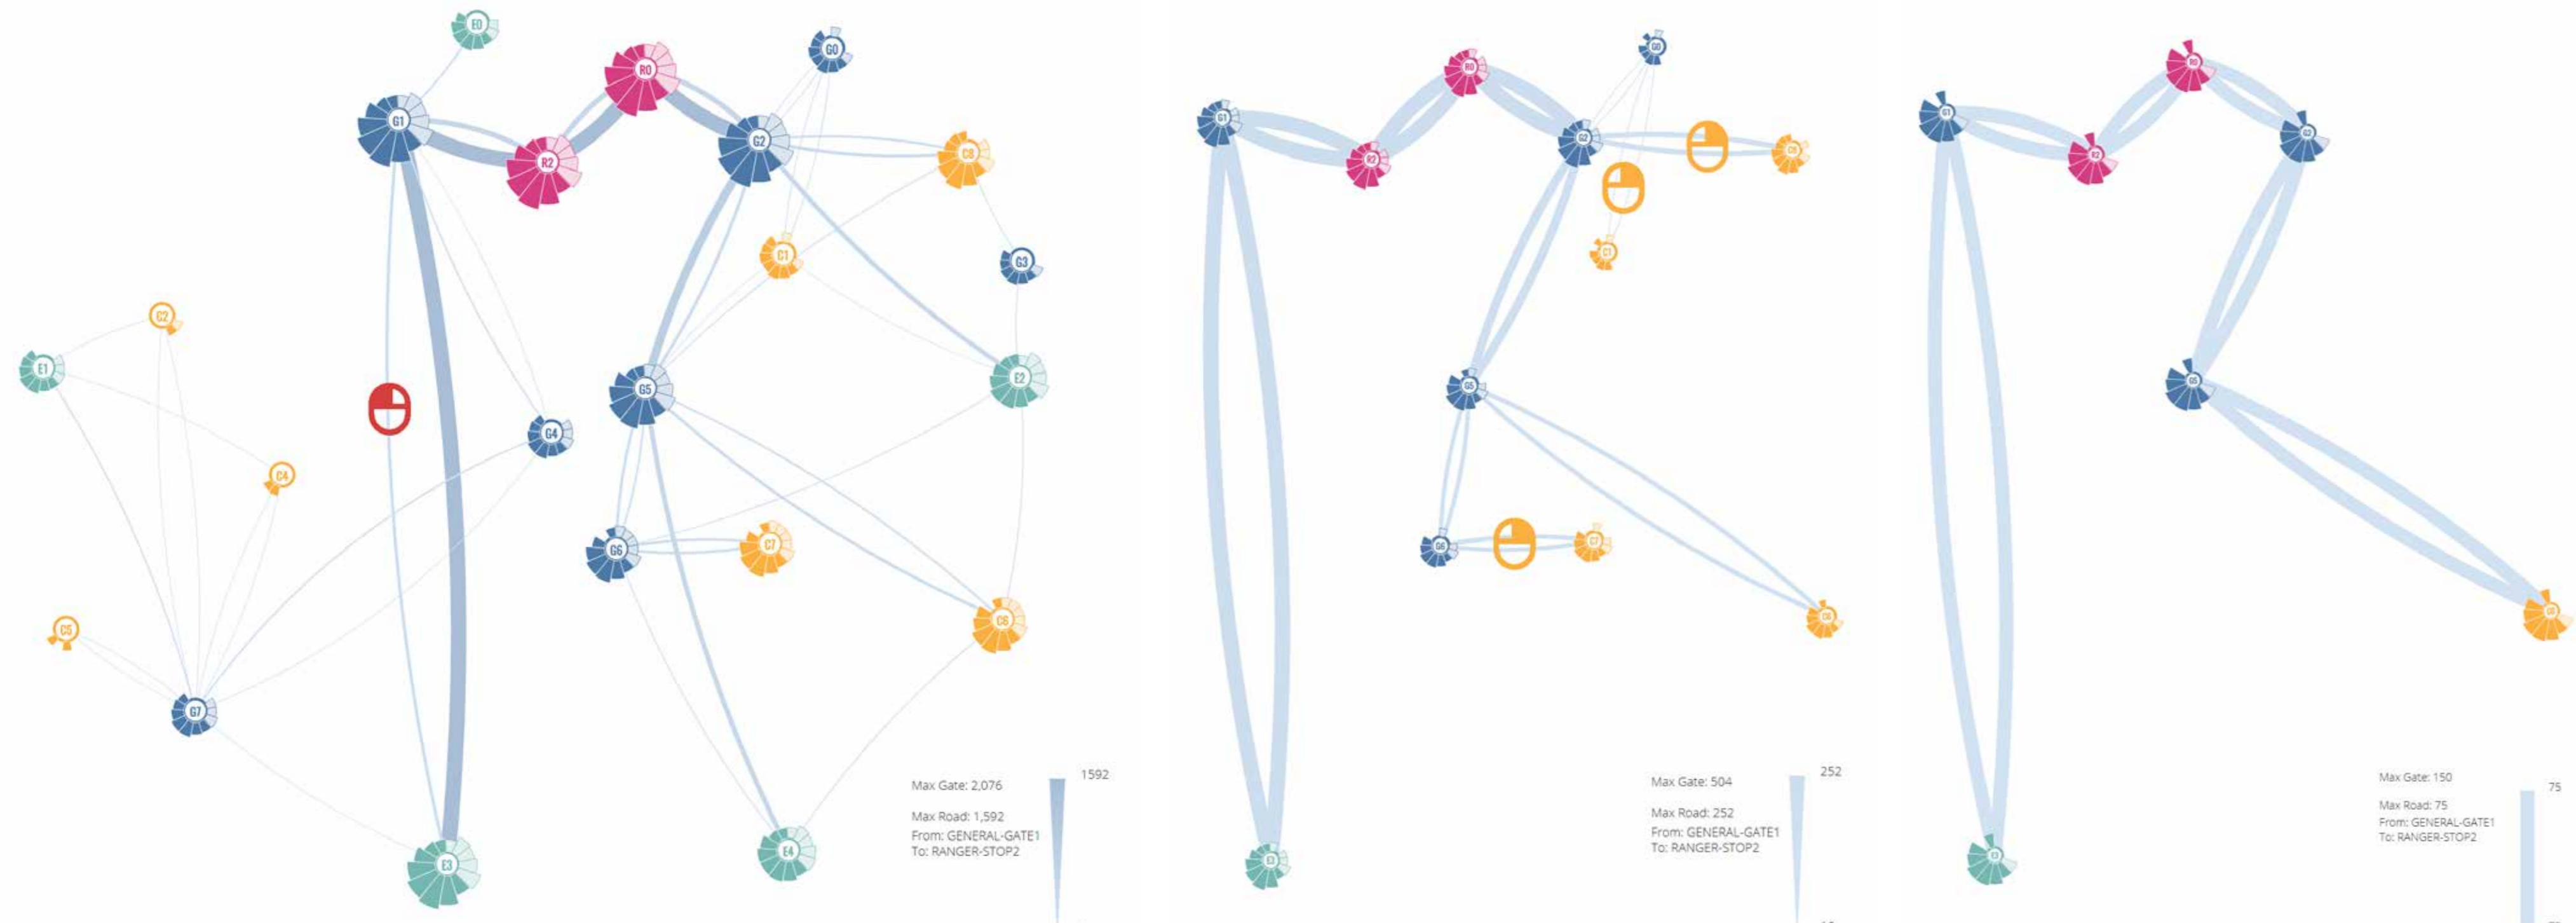 E0
G0
R0
G1
G2
R2
C8
C1
G3
C2
E1
E2
G5
G4
C4
G6
C7
C6
C5
G7
E3
E4
Max Gate: 2,076
1592
Max Road: 1,592
From: GENERAL-GATE1
To: RANGER-STOP2
G0
R0
G1
G2
R2
C8
C1
G5
G6
C7
C6
E3
Max Gate: 504
252
Max Road: 252
From: GENERAL-GATE1
To: RANGER-STOP2
R0
G1
G2
R2
G5
C6
E3
Max Gate: 150
75
Max Road: 75
From: GENERAL-GATE1
To: RANGER-STOP2